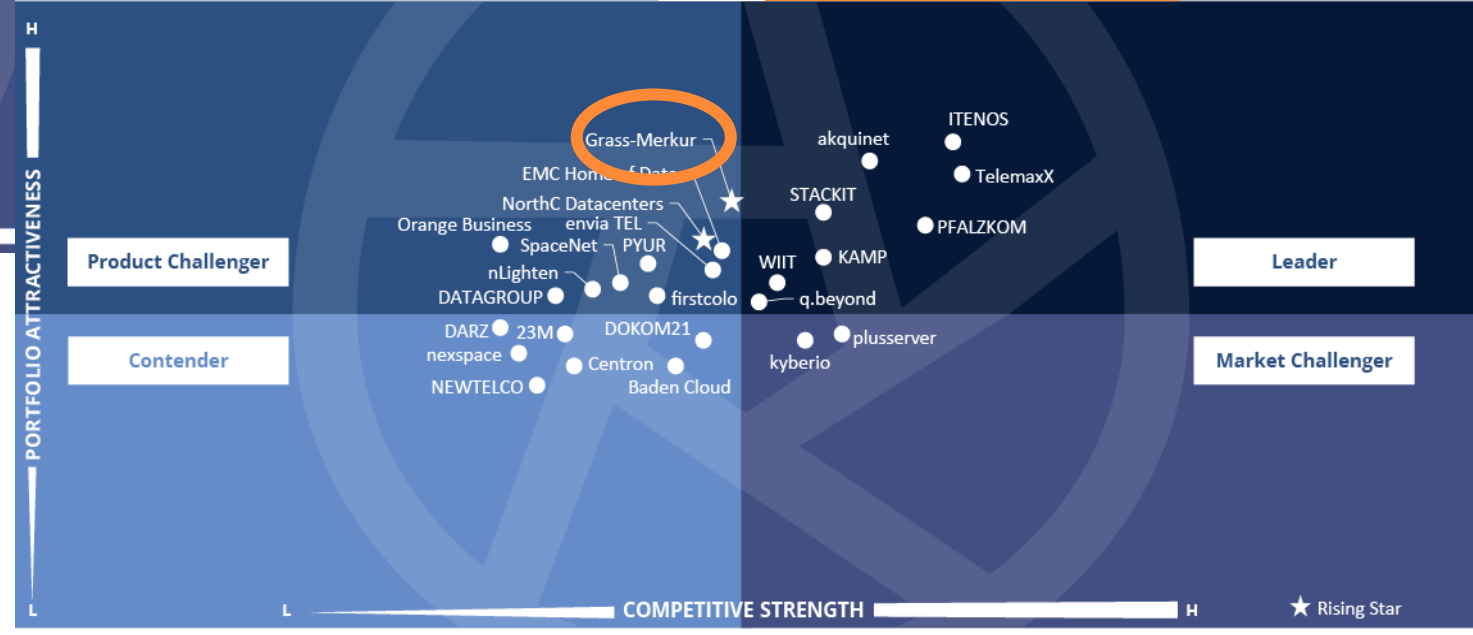 H
PORTFOLIO ATTRACTIVENESS
L
Product Challenger
Contender
Leader
Market Challenger
Grass-Merkur
EMC Home of Data
NorthC Datacenters
Orange Business
envia TEL
SpaceNet
PYUR
nLighten
DATAGROUP
firstcolo
akquinet
ITENOS
TelemaxX
STACKIT
PFALZKOM
WIIT
KAMP
q.beyond
DARZ
23M
DOKOM21
nexspace
Centron
NEWTELCO
Baden Cloud
plusserver
kyberio
L
COMPETITIVE STRENGTH
H
Rising Star